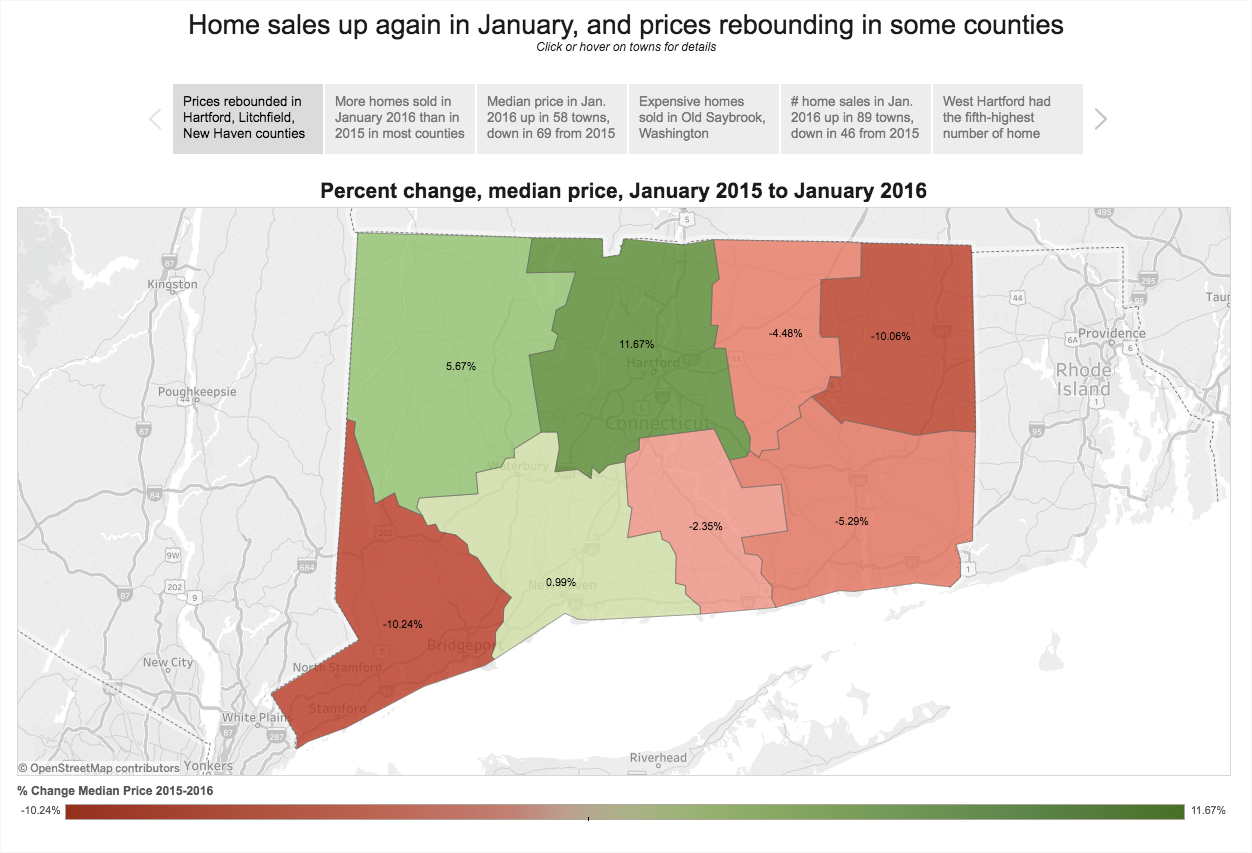 Home sales up again in January, and prices rebounding in some counties
Click or hover on towns for details
Prices rebounded in
Hartford, Litchfield,
New Haven counties
More homes sold in
January 2016 than in
2015 in most counties
Median price in Jan.
2016 up in 58 towns,
down in 69 from 2015
Expensive homes
sold in Old Saybrook,
Washington
# home sales in Jan.
2016 up in 89 towns,
down in 46 from 2015
West Hartford had
the fifth-highest
number of home
Percent change, median price, January 2015 to January 2016
5
495
87
Kingston
295
44
95
Taun
Providence
6A
6
-4.48%
-10.06%
11.67%
Hartford
44
5.67%
Rhode
Island
Poughkeepsie
44
1
5
Connecticut
87
95
Waterbury
84
-5.29%
-2.35%
202
9W
684
1
0.99%
New Haven
202
9
87
1
-10.24%
Bridgeport
New City
North Stamford
Stamford
White Plains
87
287
Riverhead
© OpenStreetMap contributors
Yonkers
% Change Median Price 2015-2016
-10.24%
11.67%